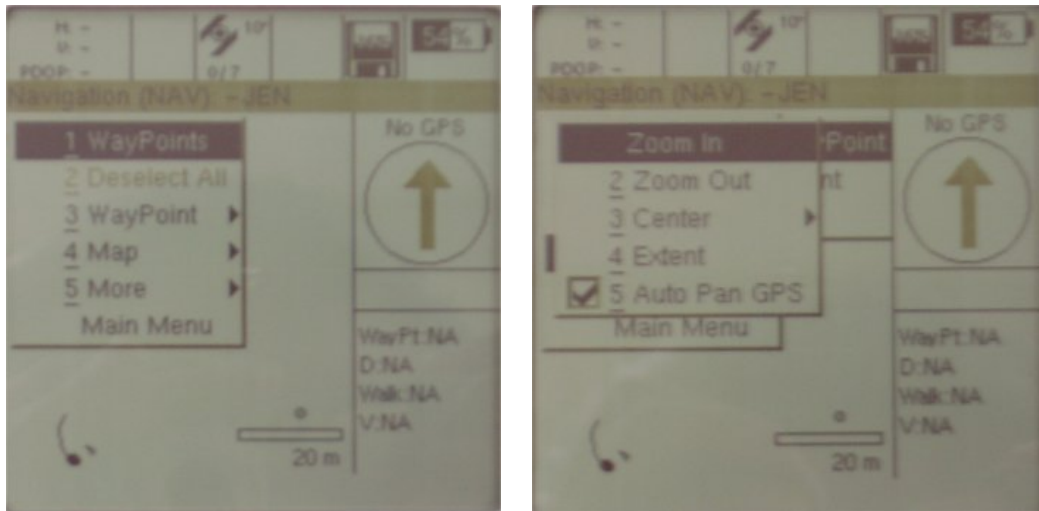 H: -
V: -
PDOP: -
10°
0/7
54%
Navigation (NAV): -JEN
1 WayPoints
2 Deselect All
3 WayPoint
4 Map
5 More
Main Menu
No GPS
WayPt:NA
D:NA
Walk:NA
V:NA
20 m
H: -
V: -
PDOP: -
10°
0/7
54%
Navigation (NAV): -JEN
Zoom In
2 Zoom Out
3 Center
4 Extent
5 Auto Pan GPS
Main Menu
Point
nt
No GPS
WayPt:NA
D:NA
Walk:NA
V:NA
20 m